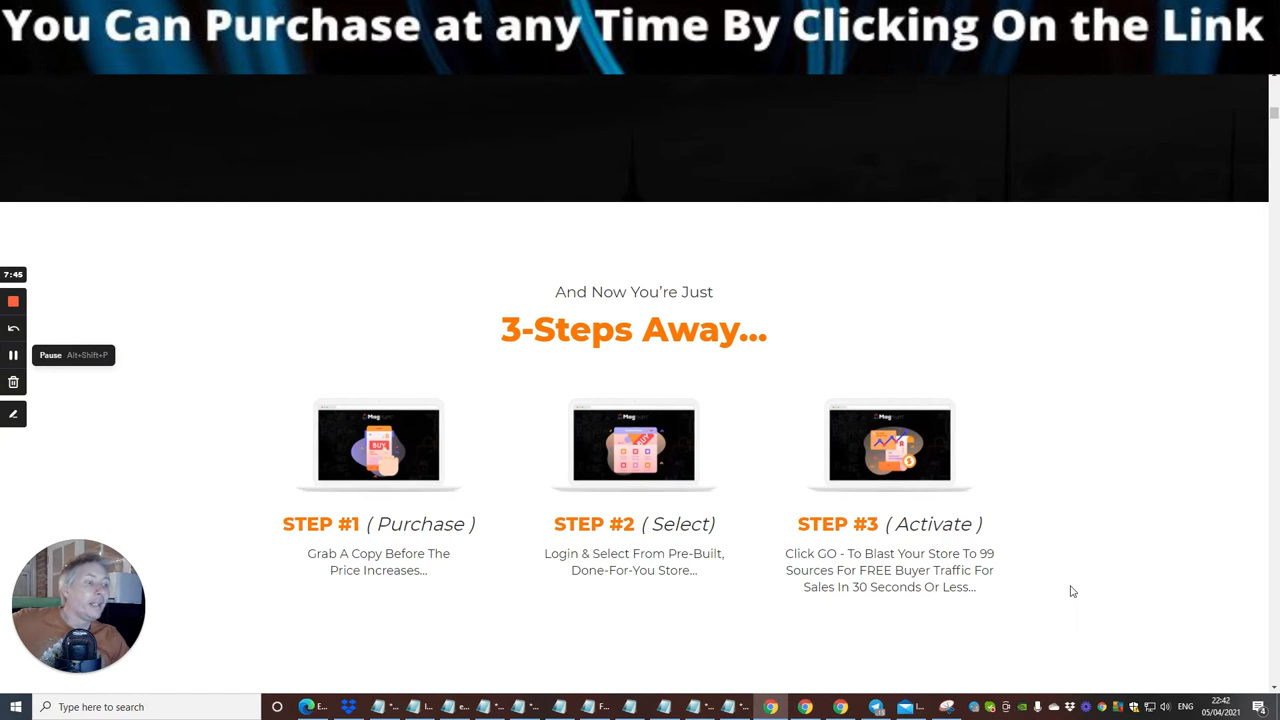 You Can Purchase at any Time By Clicking On the Link
7:45
Pause Alt+Shift+P
And Now You're Just
3-Steps Away...
BUY
STEP #1 ( Purchase )
Grab A Copy Before The
Price Increases...
STEP #2 ( Select)
Login & Select From Pre-Built,
Done-For-You Store...
STEP #3 ( Activate )
Click GO - To Blast Your Store To 99
Sources For FREE Buyer Traffic For
Sales In 30 Seconds Or Less...
Type here to search
ENG
22:42
05/04/2021